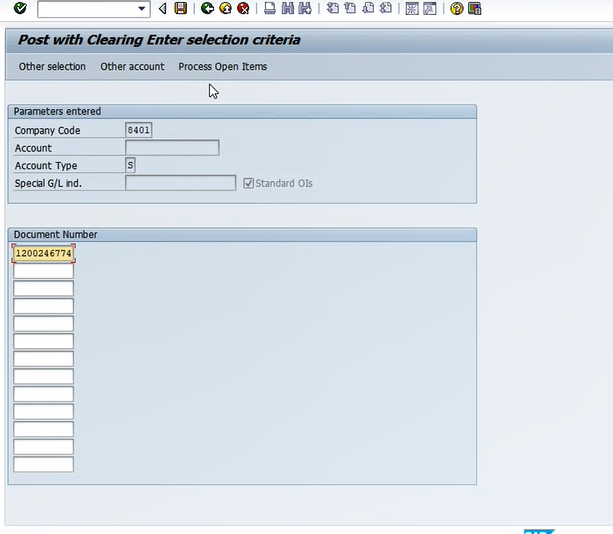 Post with Clearing Enter selection criteria
Other selection Other account Process Open Items
Parameters entered
Company Code 8401
Account
Account Type S
Special G/L ind. Standard OIs
Document Number
1200246774